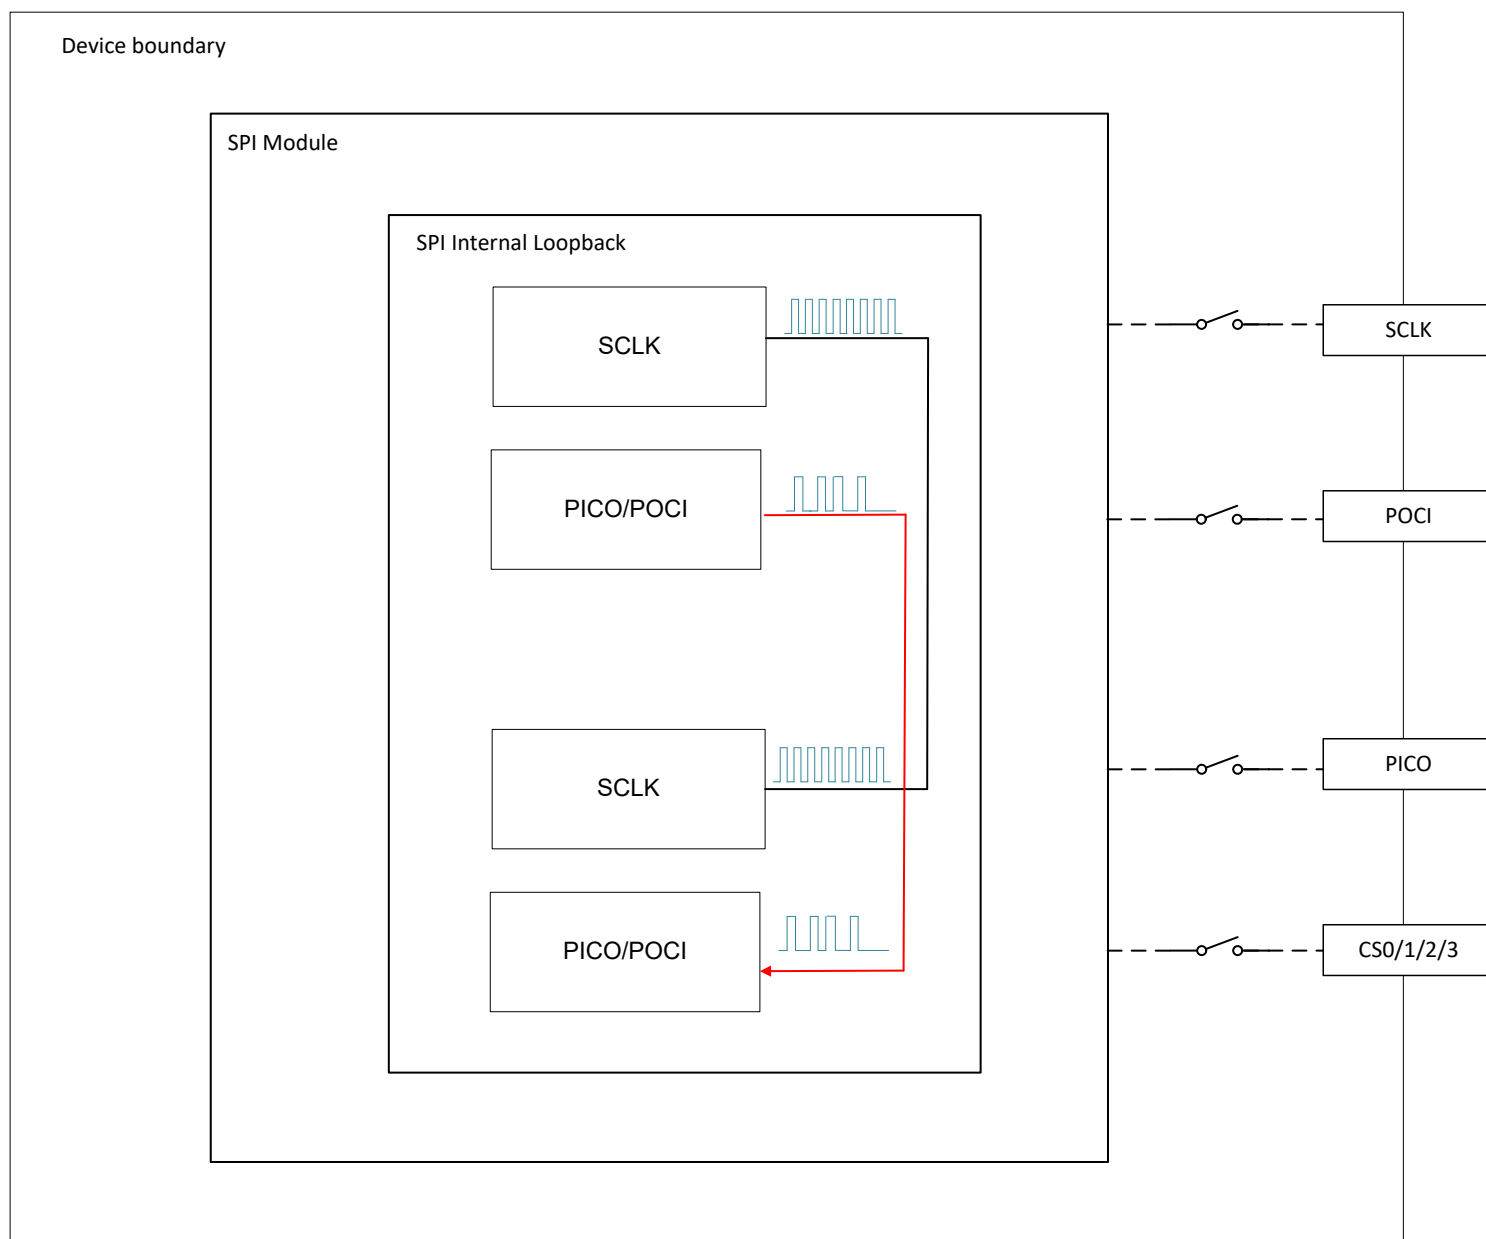 Device boundary
SPI Module
SPI Internal Loopback
SCLK
SCLK
PICO/POCI
POCI
SCLK
PICO
PICO/POCI
CS0/1/2/3